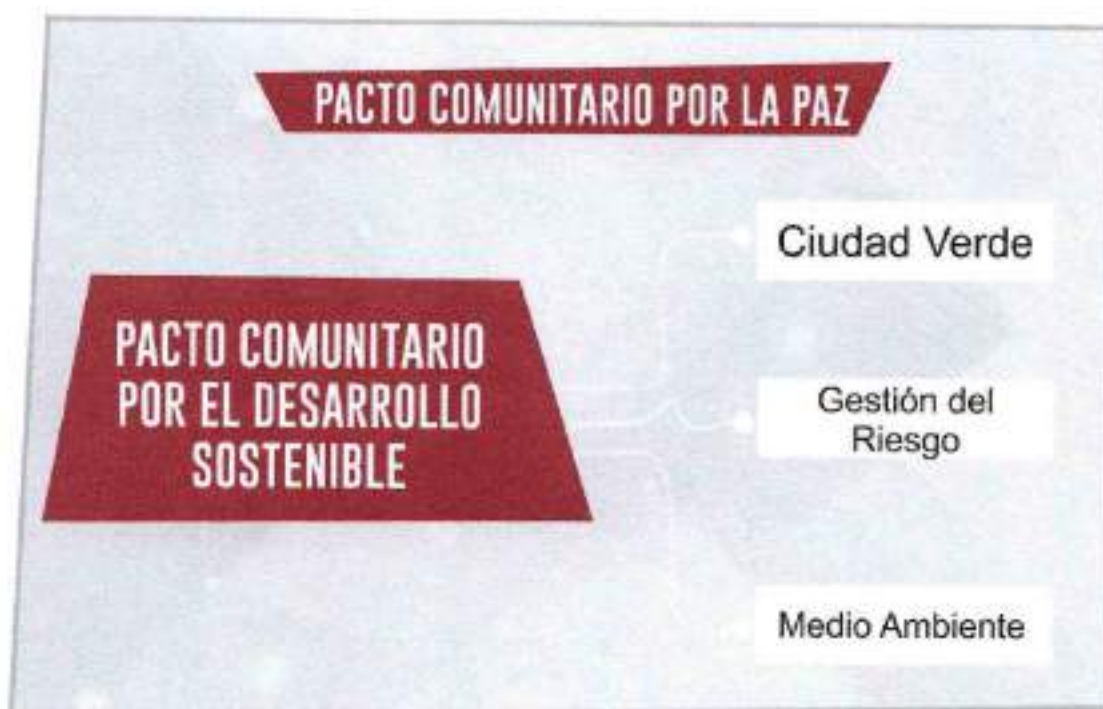 PACTO COMUNITARIO POR LA PAZ
PACTO COMUNITARIO
POR EL DESARROLLO
SOSTENIBLE
Ciudad Verde
Gestión del
Riesgo
Medio Ambiente